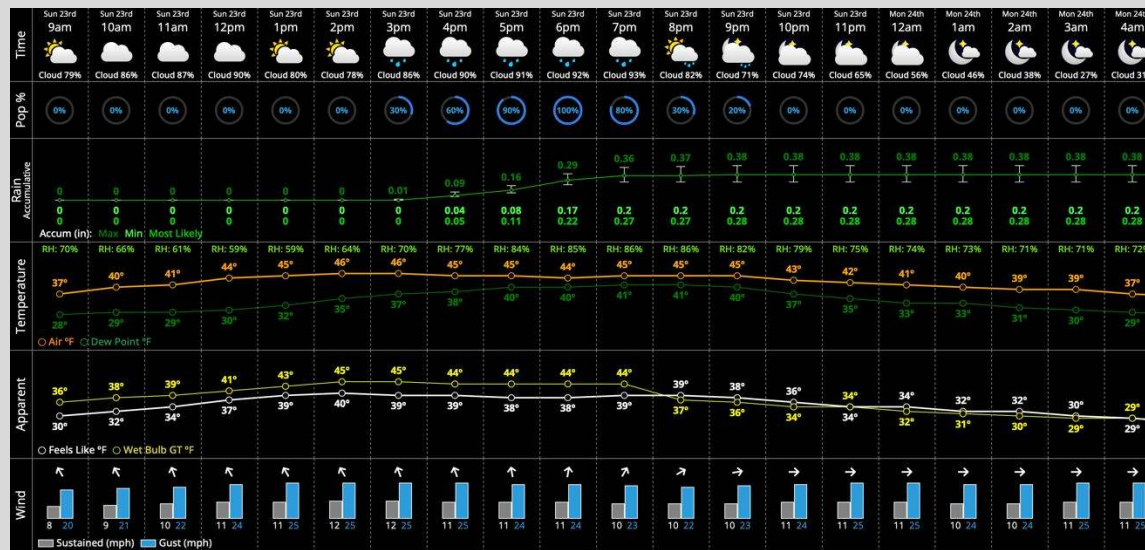 Time
Sun 23rd Sun 23rd Sun 23rd Sun 23rd Sun 23rd Sun 23rd Sun 23rd Sun 23rd Sun 23rd Sun 23rd Sun 23rd Sun 23rd Sun 23rd Sun 23rd Sun 23rd Mon 24th Mon 24th Mon 24th Mon 24th Mon 24t
9am 10am 11am 12pm 1pm 2pm 3pm 4pm 5pm 6pm 7pm 8pm 9pm 10pm 11pm 12am 1am 2am 3am 4am
Cloud 79% Cloud 86% Cloud 87% Cloud 90% Cloud 80% Cloud 78% Cloud 86% Cloud 90% Cloud 91% Cloud 92% Cloud 93% Cloud 82% Cloud 71% Cloud 74% Cloud 65% Cloud 56% Cloud 46% Cloud 38% Cloud 27% Cloud 31
Pop %
0% 0% 0% 0% 0% 0% 30% 60% 90% 100% 80% 30% 20% 0% 0% 0% 0% 0% 0% 0%
Rain
Accumulative
0 0 0 0 0 0 0.01 0.09 0.16 0.29 0.36 0.37 0.38 0.38 0.38 0.38 0.38 0.38 0.38 0.38
0 0 0 0 0 0 0 0.04 0.08 0.17 0.2 0.2 0.2 0.2 0.2 0.2 0.2 0.2 0.2 0.2
0 0 0 0 0 0 0 0.05 0.11 0.22 0.27 0.27 0.28 0.28 0.28 0.28 0.28 0.28 0.28 0.28
Accum (in): Max Min Most Likely
Temperature
RH: 70% RH: 66% RH: 61% RH: 59% RH: 59% RH: 64% RH: 70% RH: 77% RH: 84% RH: 85% RH: 86% RH: 86% RH: 82% RH: 79% RH: 75% RH: 74% RH: 73% RH: 71% RH: 71% RH: 72%
37° 40° 41° 44° 45° 46° 46° 45° 45° 44° 45° 45° 45° 43° 42° 41° 40° 39° 39° 37°
28° 29° 29° 30° 32° 35° 37° 38° 40° 40° 41° 41° 40° 37° 35° 33° 33° 31° 30° 29°
Air °F Dew Point °F
Apparent
36° 38° 39° 41° 43° 45° 45° 44° 44° 44° 44° 39° 38° 36° 34° 34° 32° 32° 30° 29°
30° 32° 34° 37° 39° 40° 39° 39° 38° 38° 39° 37° 36° 34° 34° 32° 31° 30° 29° 29°
Feels Like °F Wet Bulb GT °F
Wind
8 20 9 21 10 22 11 24 11 25 12 25 12 25 11 25 11 24 11 24 10 23 10 22 10 23 11 24 11 25 11 25 10 24 10 24 11 25 11 25
Sustained (mph) Gust (mph)